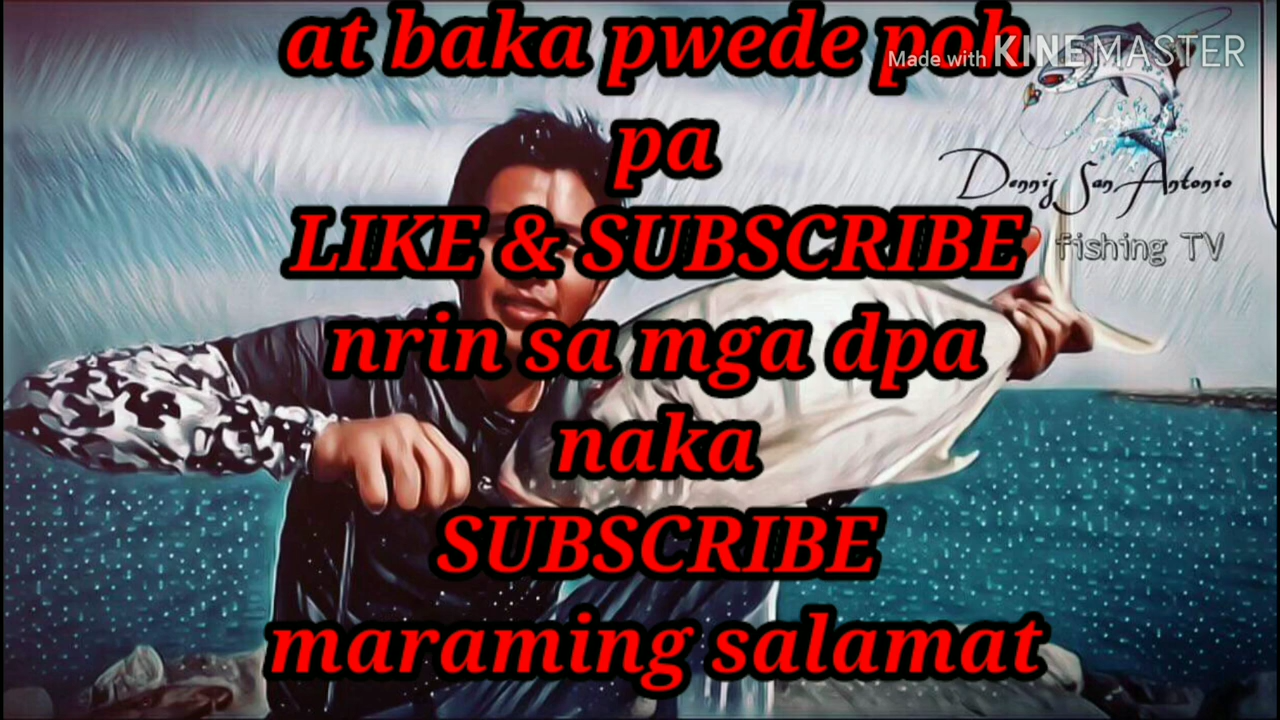 at baka pwede poh
Made with KINEMASTER
pa
Dennis San Antonio
LIKE & SUBSCRIBE
fishing TV
nrin sa mga dpa
naka
SUBSCRIBE
maraming salamat